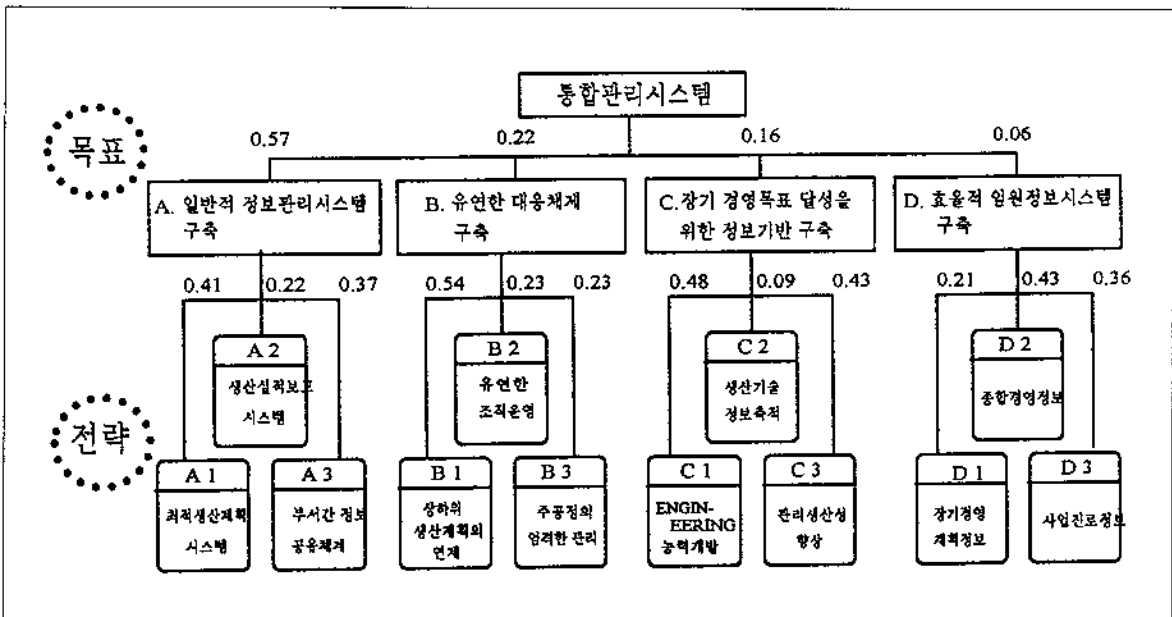 통합관리시스템
목표
0.57
0.22
0.16
0.06
A. 일반적 정보관리시스템
구축
B. 유연한 대응체제
구축
C.장기 경영목표 달성을
위한 정보기반 구축
D. 효율적 임원정보시스템
구축
0.41 0.22 0.37
0.54 0.23 0.23
0.48 0.09 0.43
0.21 0.43 0.36
전략
A 2
생산실적보고
시스템
B 2
유연한
조직운영
C 2
생산기술
정보축적
D 2
종합경영정보
A 1
최적생산계획
시스템
A 3
부서간 정보
공유체계
B 1
상하위
생산계획의
연계
B 3
주공정의
엄격한 관리
C 1
ENGIN-
EERING
능력개발
C 3
관리생산성
향상
D 1
장기경영
계획정보
D 3
사업진로정보